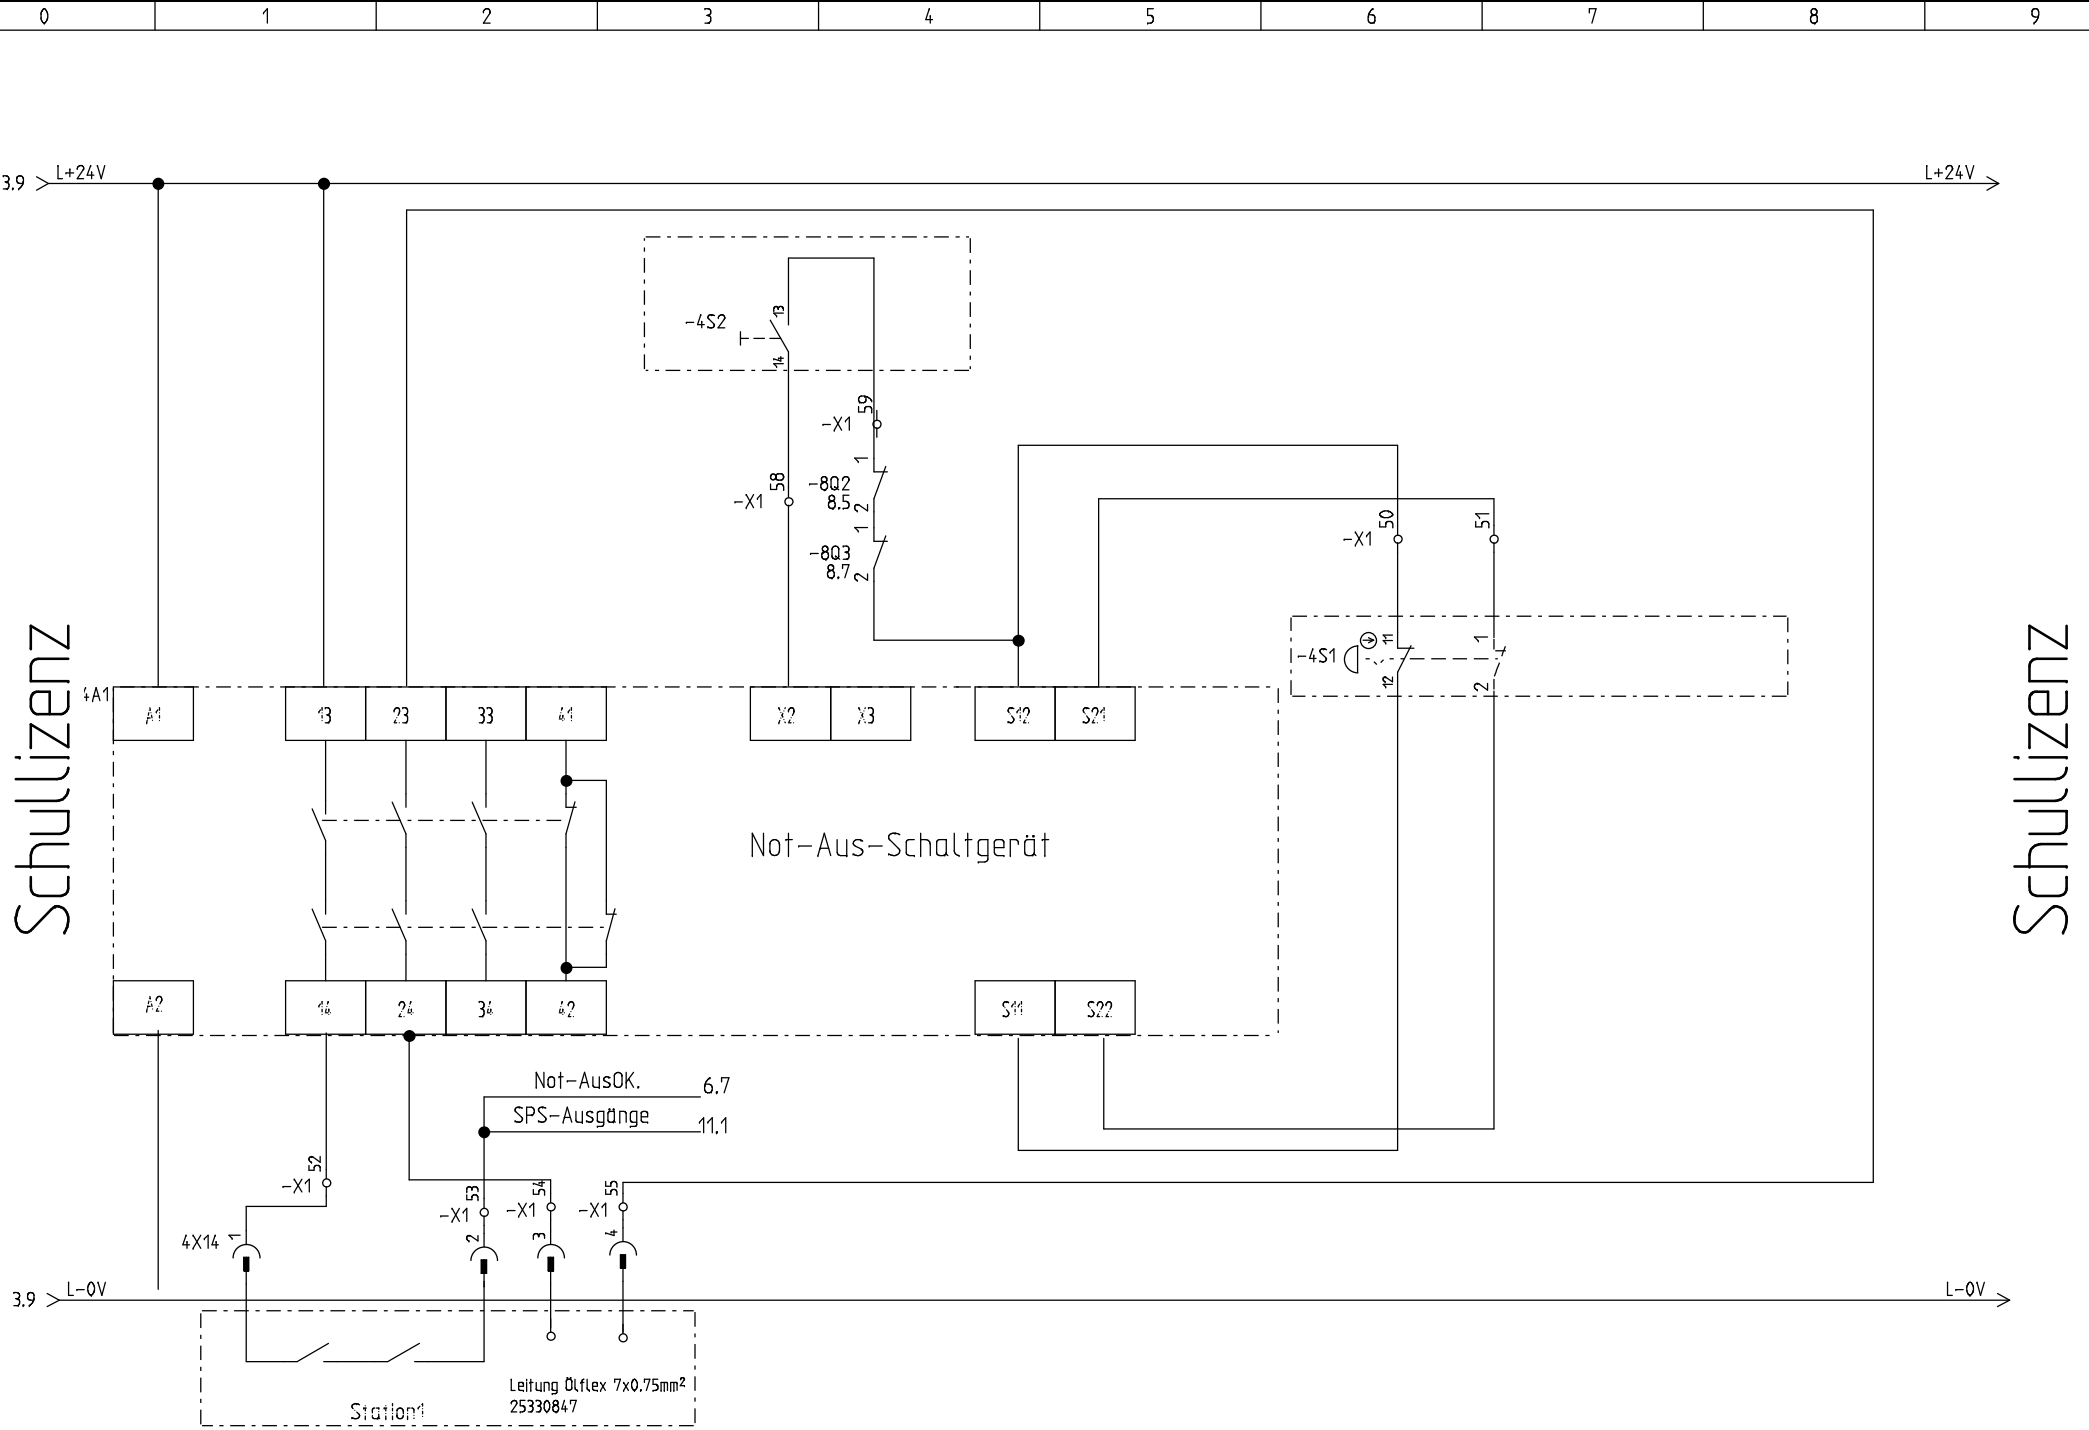 0 1 2 3 4 5 6 7 8 9
3.9 L+24V L+24V
13
-4S2
14
59
-X1
1
58
-8Q2
-X1 8.5 2
1
-8Q3
8.7 2
50 51
-X1
11 1
-4S1
12 2
Schullizenz
Schullizenz
4A1
A1 13 23 33 41 X2 X3 S12 S21
Not-Aus-Schaltgerät
A2 14 24 34 42 S11 S22
Not-AusOK. 6.7
SPS-Ausgänge 11.1
52 53 54 55
-X1 -X1 -X1 -X1
4X14 1 2 3 4
3.9 L-0V L-0V
Leitung Ölflex 7x0.75mm²
25330847
Station1